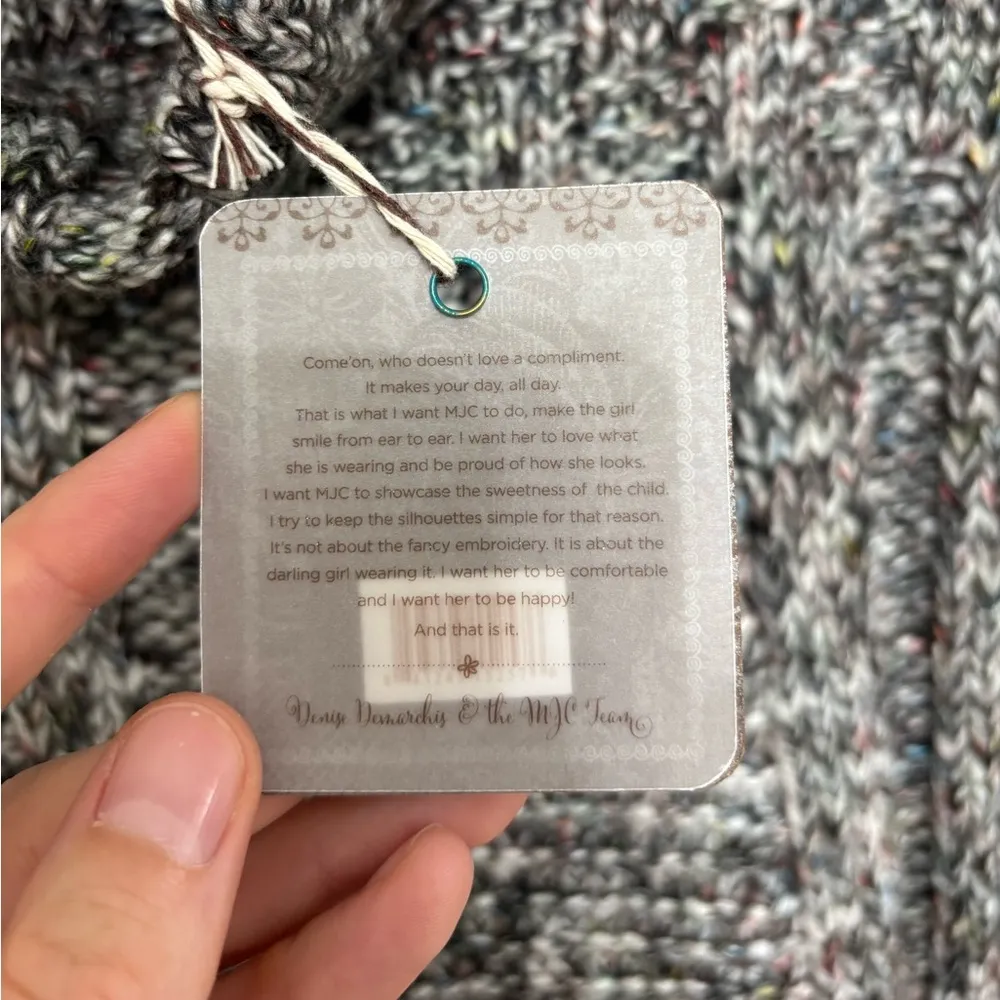 Come'on, who doesn't love a compliment.
It makes your day, all day.
That is what I want MJC to do, make the girl
smile from ear to ear. I want her to love what
she is wearing and be proud of how she looks.
I want MJC to showcase the sweetness of the child.
I try to keep the silhouettes simple for that reason.
It's not about the fancy embroidery. It is about the
darling girl wearing it. I want her to be comfortable
and I want her to be happy!
And that is it.
Denise Demarchis & the MJC Team